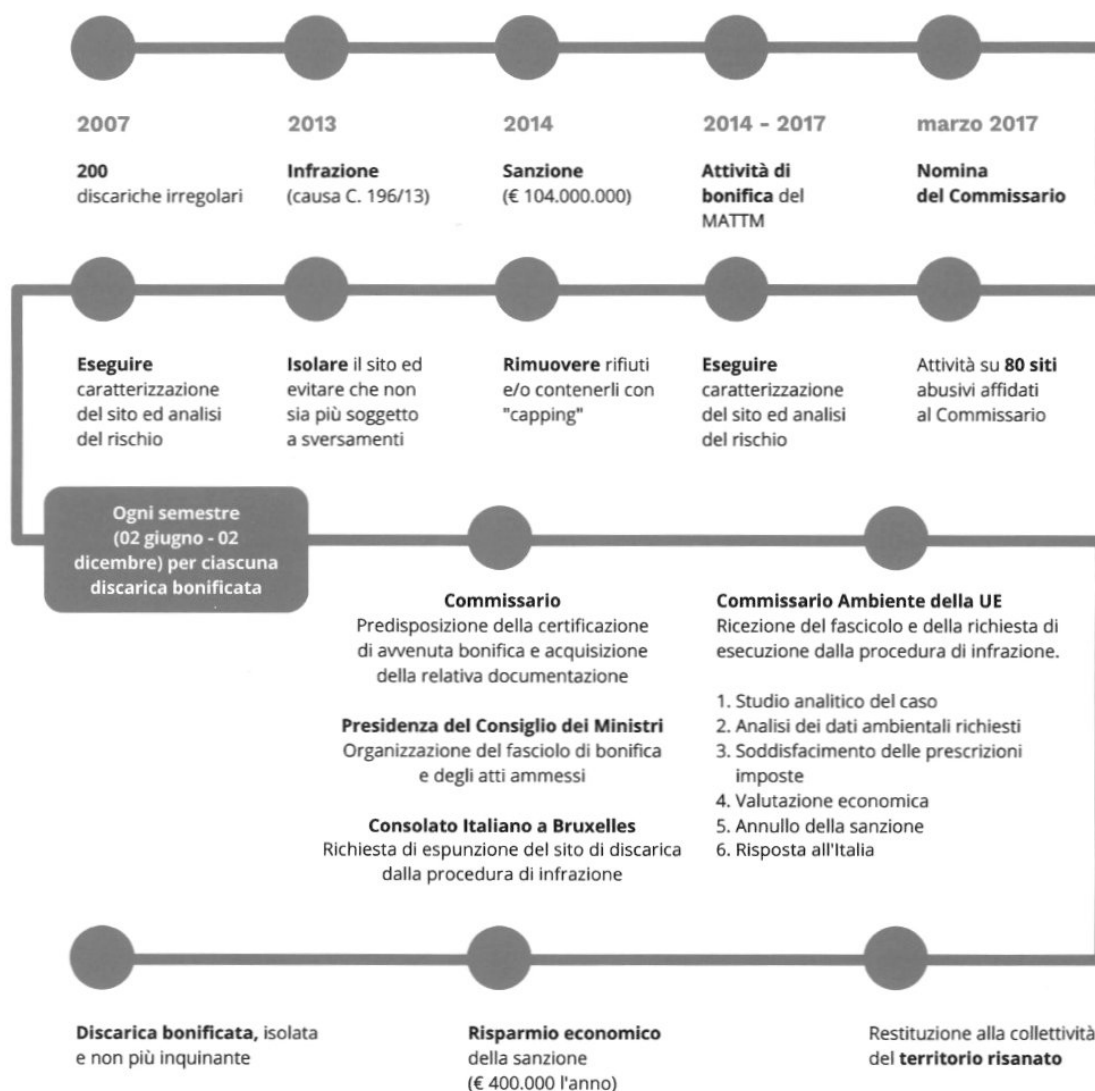 2007
200
discariche irregolari
2013
Infrazione
(causa C. 196/13)
2014
Sanzione
(€ 104.000.000)
2014 - 2017
Attività di
bonifica del
MATTM
marzo 2017
Nomina
del Commissario
Eseguire
caratterizzazione
del sito ed analisi
del rischio
Isolare il sito ed
evitare che non
sia più soggetto
a sversamenti
Rimuovere rifiuti
e/o contenerli con
"capping"
Eseguire
caratterizzazione
del sito ed analisi
del rischio
Attività su 80 siti
abusivi affidati
al Commissario
Ogni semestre
(02 giugno - 02
dicembre) per ciascuna
discarica bonificata
Commissario
Predisposizione della certificazione
di avvenuta bonifica e acquisizione
della relativa documentazione
Presidenza del Consiglio dei Ministri
Organizzazione del fasciolo di bonifica
e degli atti ammessi
Consolato Italiano a Bruxelles
Richiesta di espunzione del sito di discarica
dalla procedura di infrazione
Commissario Ambiente della UE
Ricezione del fascicolo e della richiesta di
esecuzione dalla procedura di infrazione.
1. Studio analitico del caso
2. Analisi dei dati ambientali richiesti
3. Soddisfacimento delle prescrizioni
imposte
4. Valutazione economica
5. Annullo della sanzione
6. Risposta all'Italia
Discarica bonificata, isolata
e non più inquinante
Risparmio economico
della sanzione
(€ 400.000 l'anno)
Restituzione alla collettività
del territorio risanato